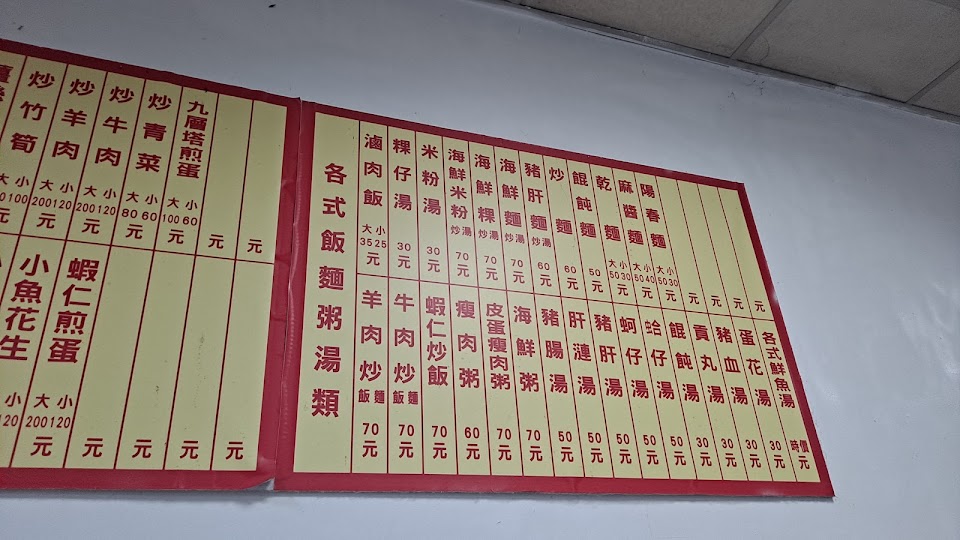 炒竹筍 大 小 100 元
炒羊肉 大200 小120 元
炒牛肉 大200 小120 元
炒青菜 大80 小60 元
九層塔煎蛋 大100 小60 元
元
元
小魚花生 大 小120 元
蝦仁煎蛋 大200 小120 元
元
元
元
元
各式飯麵粥湯類
滷肉飯 大35 小25 元
粿仔湯 30元
米粉湯 30元
海鮮米粉 炒湯 70元
海鮮粿 炒湯 70元
海鮮麵 炒湯 70元
豬肝麵 炒湯 60元
炒麵 60元
餛飩麵 50元
乾麵 大50 小30 元
麻醬麵 大50 小40 元
陽春麵 大50 小30 元
元
元
元
元
羊肉炒 飯麵 70元
牛肉炒 飯麵 70元
蝦仁炒飯 70元
瘦肉粥 60元
皮蛋瘦肉粥 70元
海鮮粥 70元
豬腸湯 50元
肝漣湯 50元
豬肝湯 50元
蚵仔湯 50元
蛤仔湯 50元
餛飩湯 30元
貢丸湯 30元
豬血湯 30元
蛋花湯 30元
各式鮮魚湯 時價